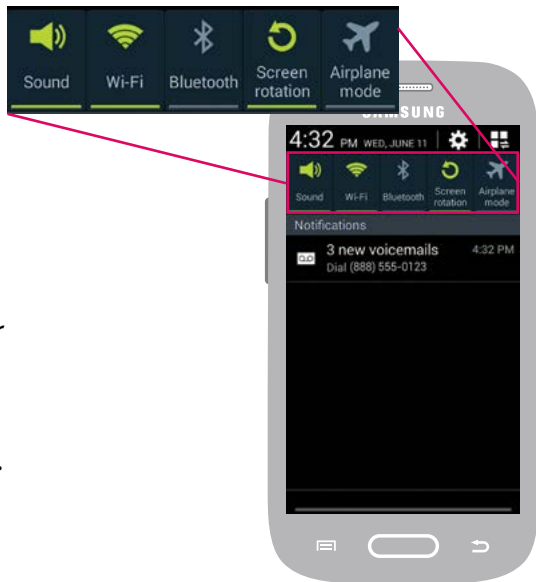 Sound Wi-Fi Bluetooth Screen rotation Airplane mode
SAMSUNG
4:32 PM WED, JUNE 11
Sound Wi-Fi Bluetooth Screen rotation Airplane mode
Notifications
3 new voicemails 4:32 PM
Dial (888) 555-0123